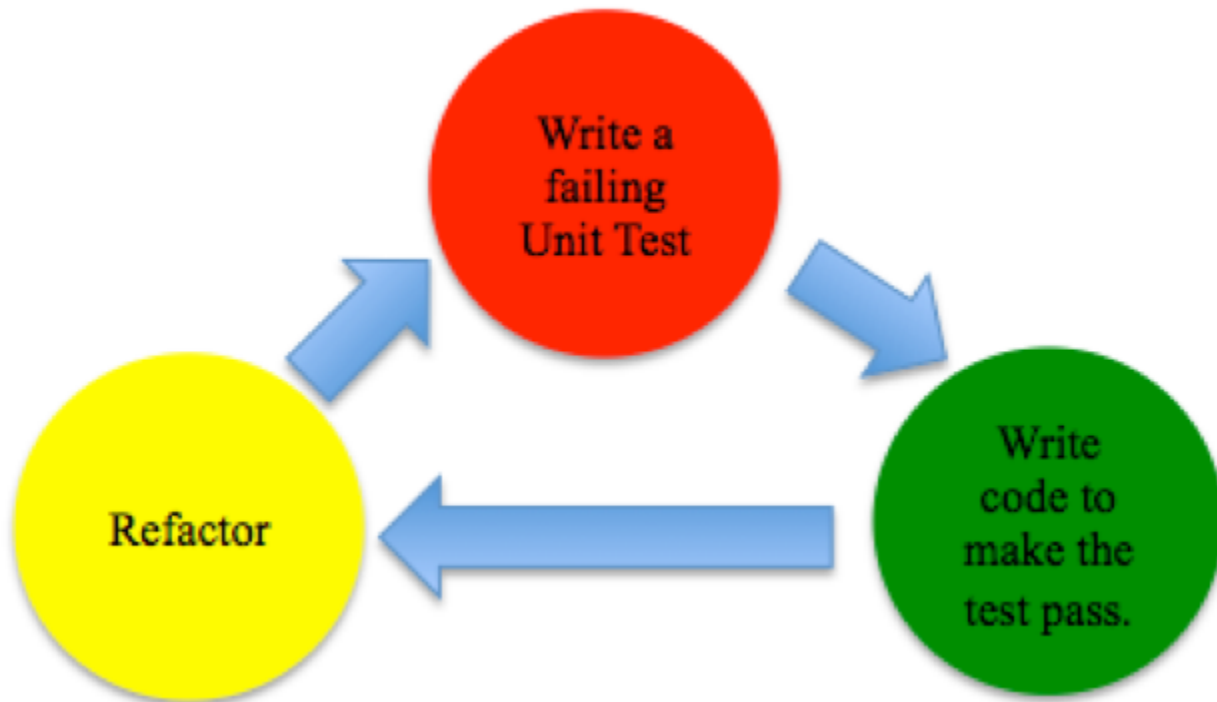 Write a
failing
Unit Test
Write
code to
make the
test pass.
Refactor